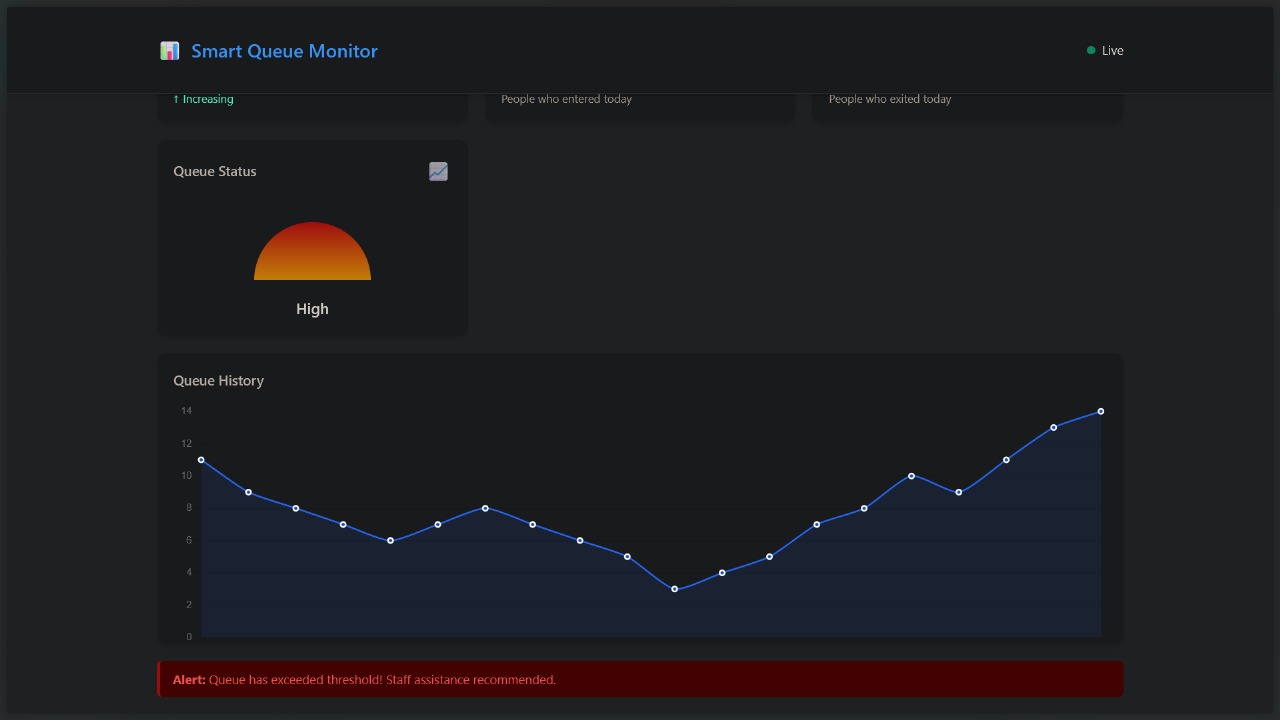 Smart Queue Monitor
Live
↑ Increasing
People who entered today
People who exited today
Queue Status
High
Queue History
14
12
10
8
6
4
2
0
Alert: Queue has exceeded threshold! Staff assistance recommended.